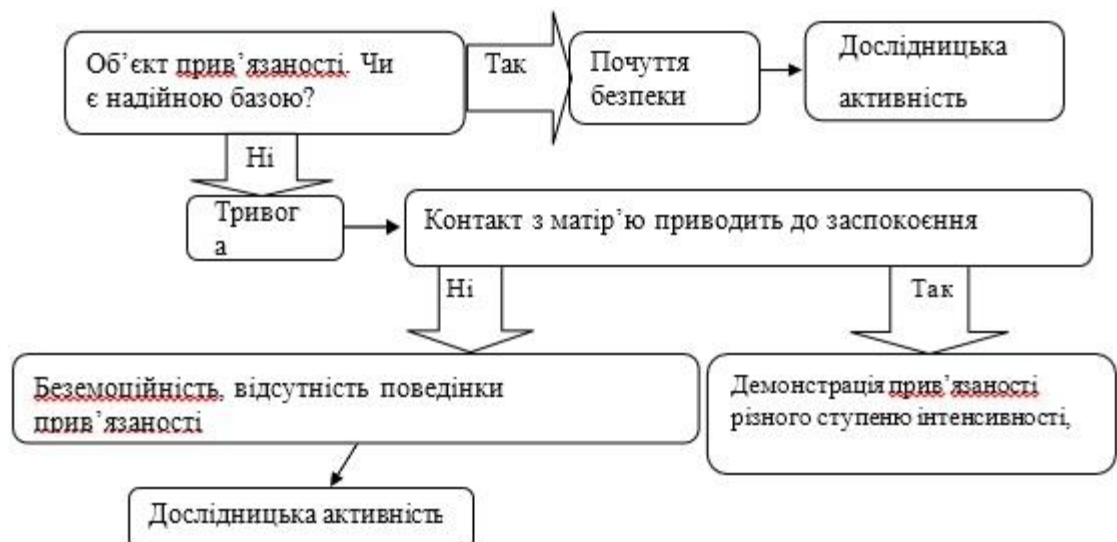 Об’єкт прив’язаності. Чи
є надійною базою?
Так
Почуття
безпеки
Дослідницька
активність
Ні
Тривог
а
Контакт з матір’ю приводить до заспокоєння
Ні
Так
Беземоційність, відсутність поведінки
прив’язаності
Демонстрація прив’язаності
різного ступеню інтенсивності,
Дослідницька активність